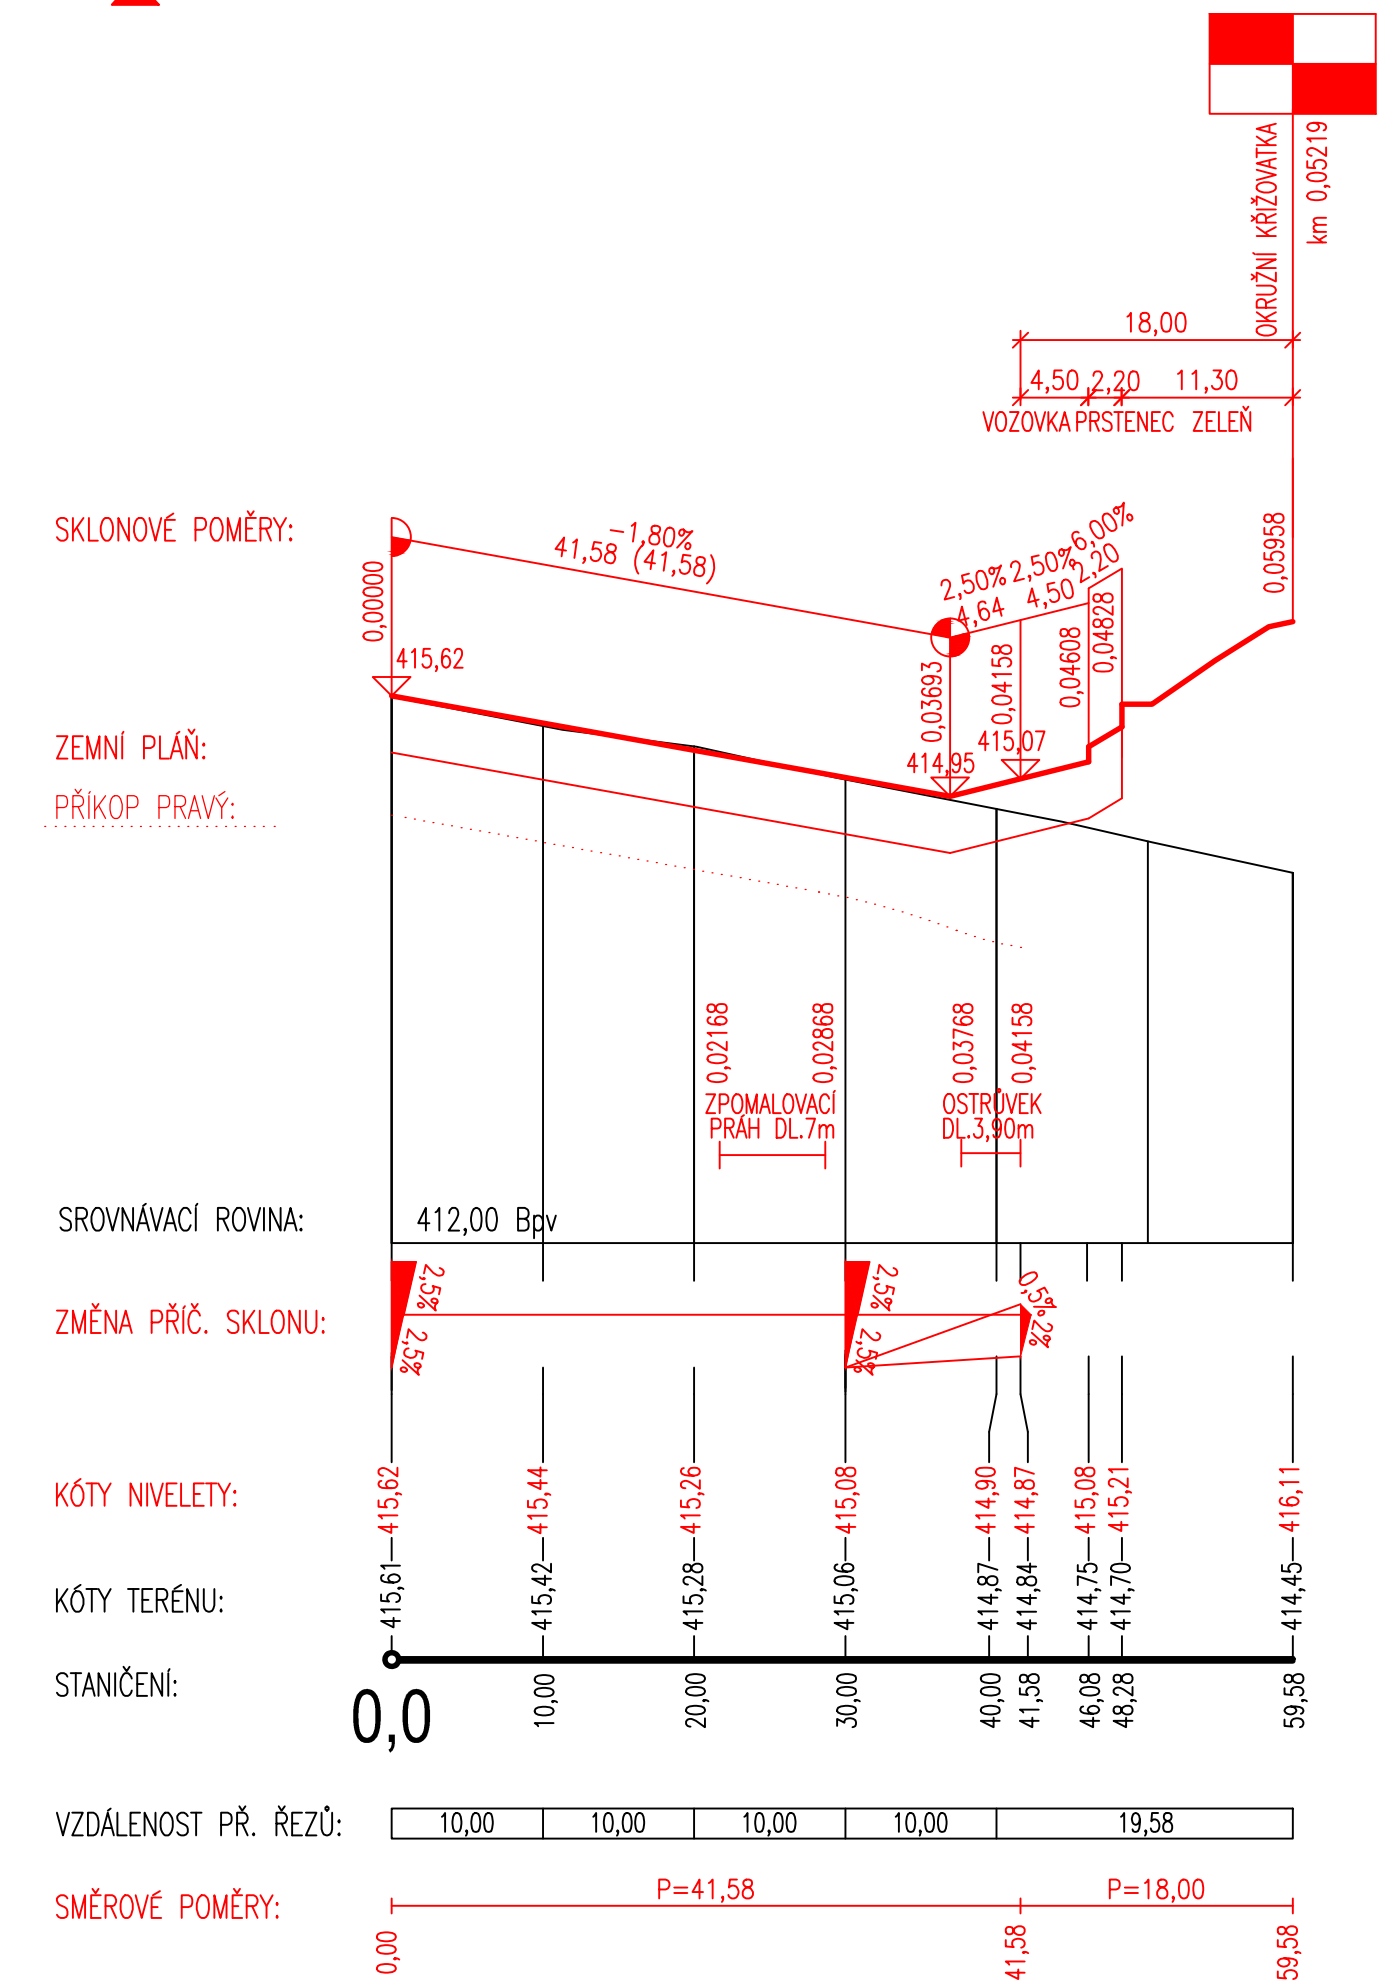 OKRUŽNÍ KŘIŽOVATKA
km 0,05219
18,00
4,50 2,20 11,30
VOZOVKA PRSTENEC ZELEŇ
SKLONOVÉ POMĚRY:
-1,80%
41,58 (41,58)
2,50% 2,50% 6,00%
4,64 4,50 2,20
0,00000
0,03693
0,04158
0,04608
0,04828
0,05958
415,62
414,95
415,07
ZEMNÍ PLÁŇ:
PŘÍKOP PRAVÝ:
0,02168
0,02868
0,03768
0,04158
ZPOMALOVACÍ
PRÁH DL.7m
OSTRŮVEK
DL.3,90m
SROVNÁVACÍ ROVINA: 412,00 Bpv
ZMĚNA PŘÍČ. SKLONU:
2,5%
2,5%
2,5%
2,5%
0,5%
2%
KÓTY NIVELETY: 415,62 415,44 415,26 415,08 414,90 414,87 415,08 415,21 416,11
KÓTY TERÉNU: 415,61 415,42 415,28 415,06 414,87 414,84 414,75 414,70 414,45
STANIČENÍ: 0,0 10,00 20,00 30,00 40,00 41,58 46,08 48,28 59,58
VZDÁLENOST PŘ. ŘEZŮ: 10,00 10,00 10,00 10,00 19,58
SMĚROVÉ POMĚRY: P=41,58 P=18,00
0,00 41,58 59,58